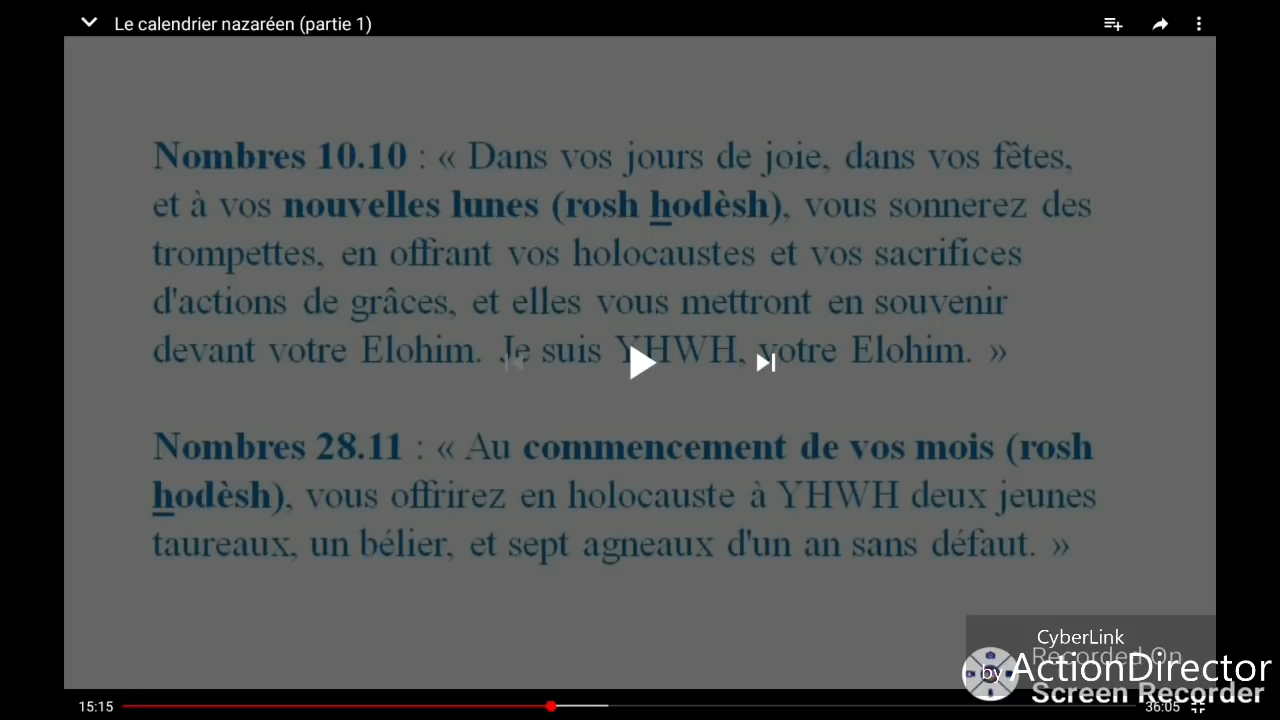 Le calendrier nazaréen (partie 1)
Nombres 10.10 : « Dans vos jours de joie, dans vos fêtes,
et à vos nouvelles lunes (rosh hodèsh), vous sonnerez des
trompettes, en offrant vos holocaustes et vos sacrifices
d'actions de grâces, et elles vous mettront en souvenir
devant votre Elohim. Je suis YHWH, votre Elohim. »
Nombres 28.11 : « Au commencement de vos mois (rosh
hodèsh), vous offrirez en holocauste à YHWH deux jeunes
taureaux, un bélier, et sept agneaux d'un an sans défaut. »
CyberLink
Recorded On
by ActionDirector
Screen Recorder
15:15
36:05